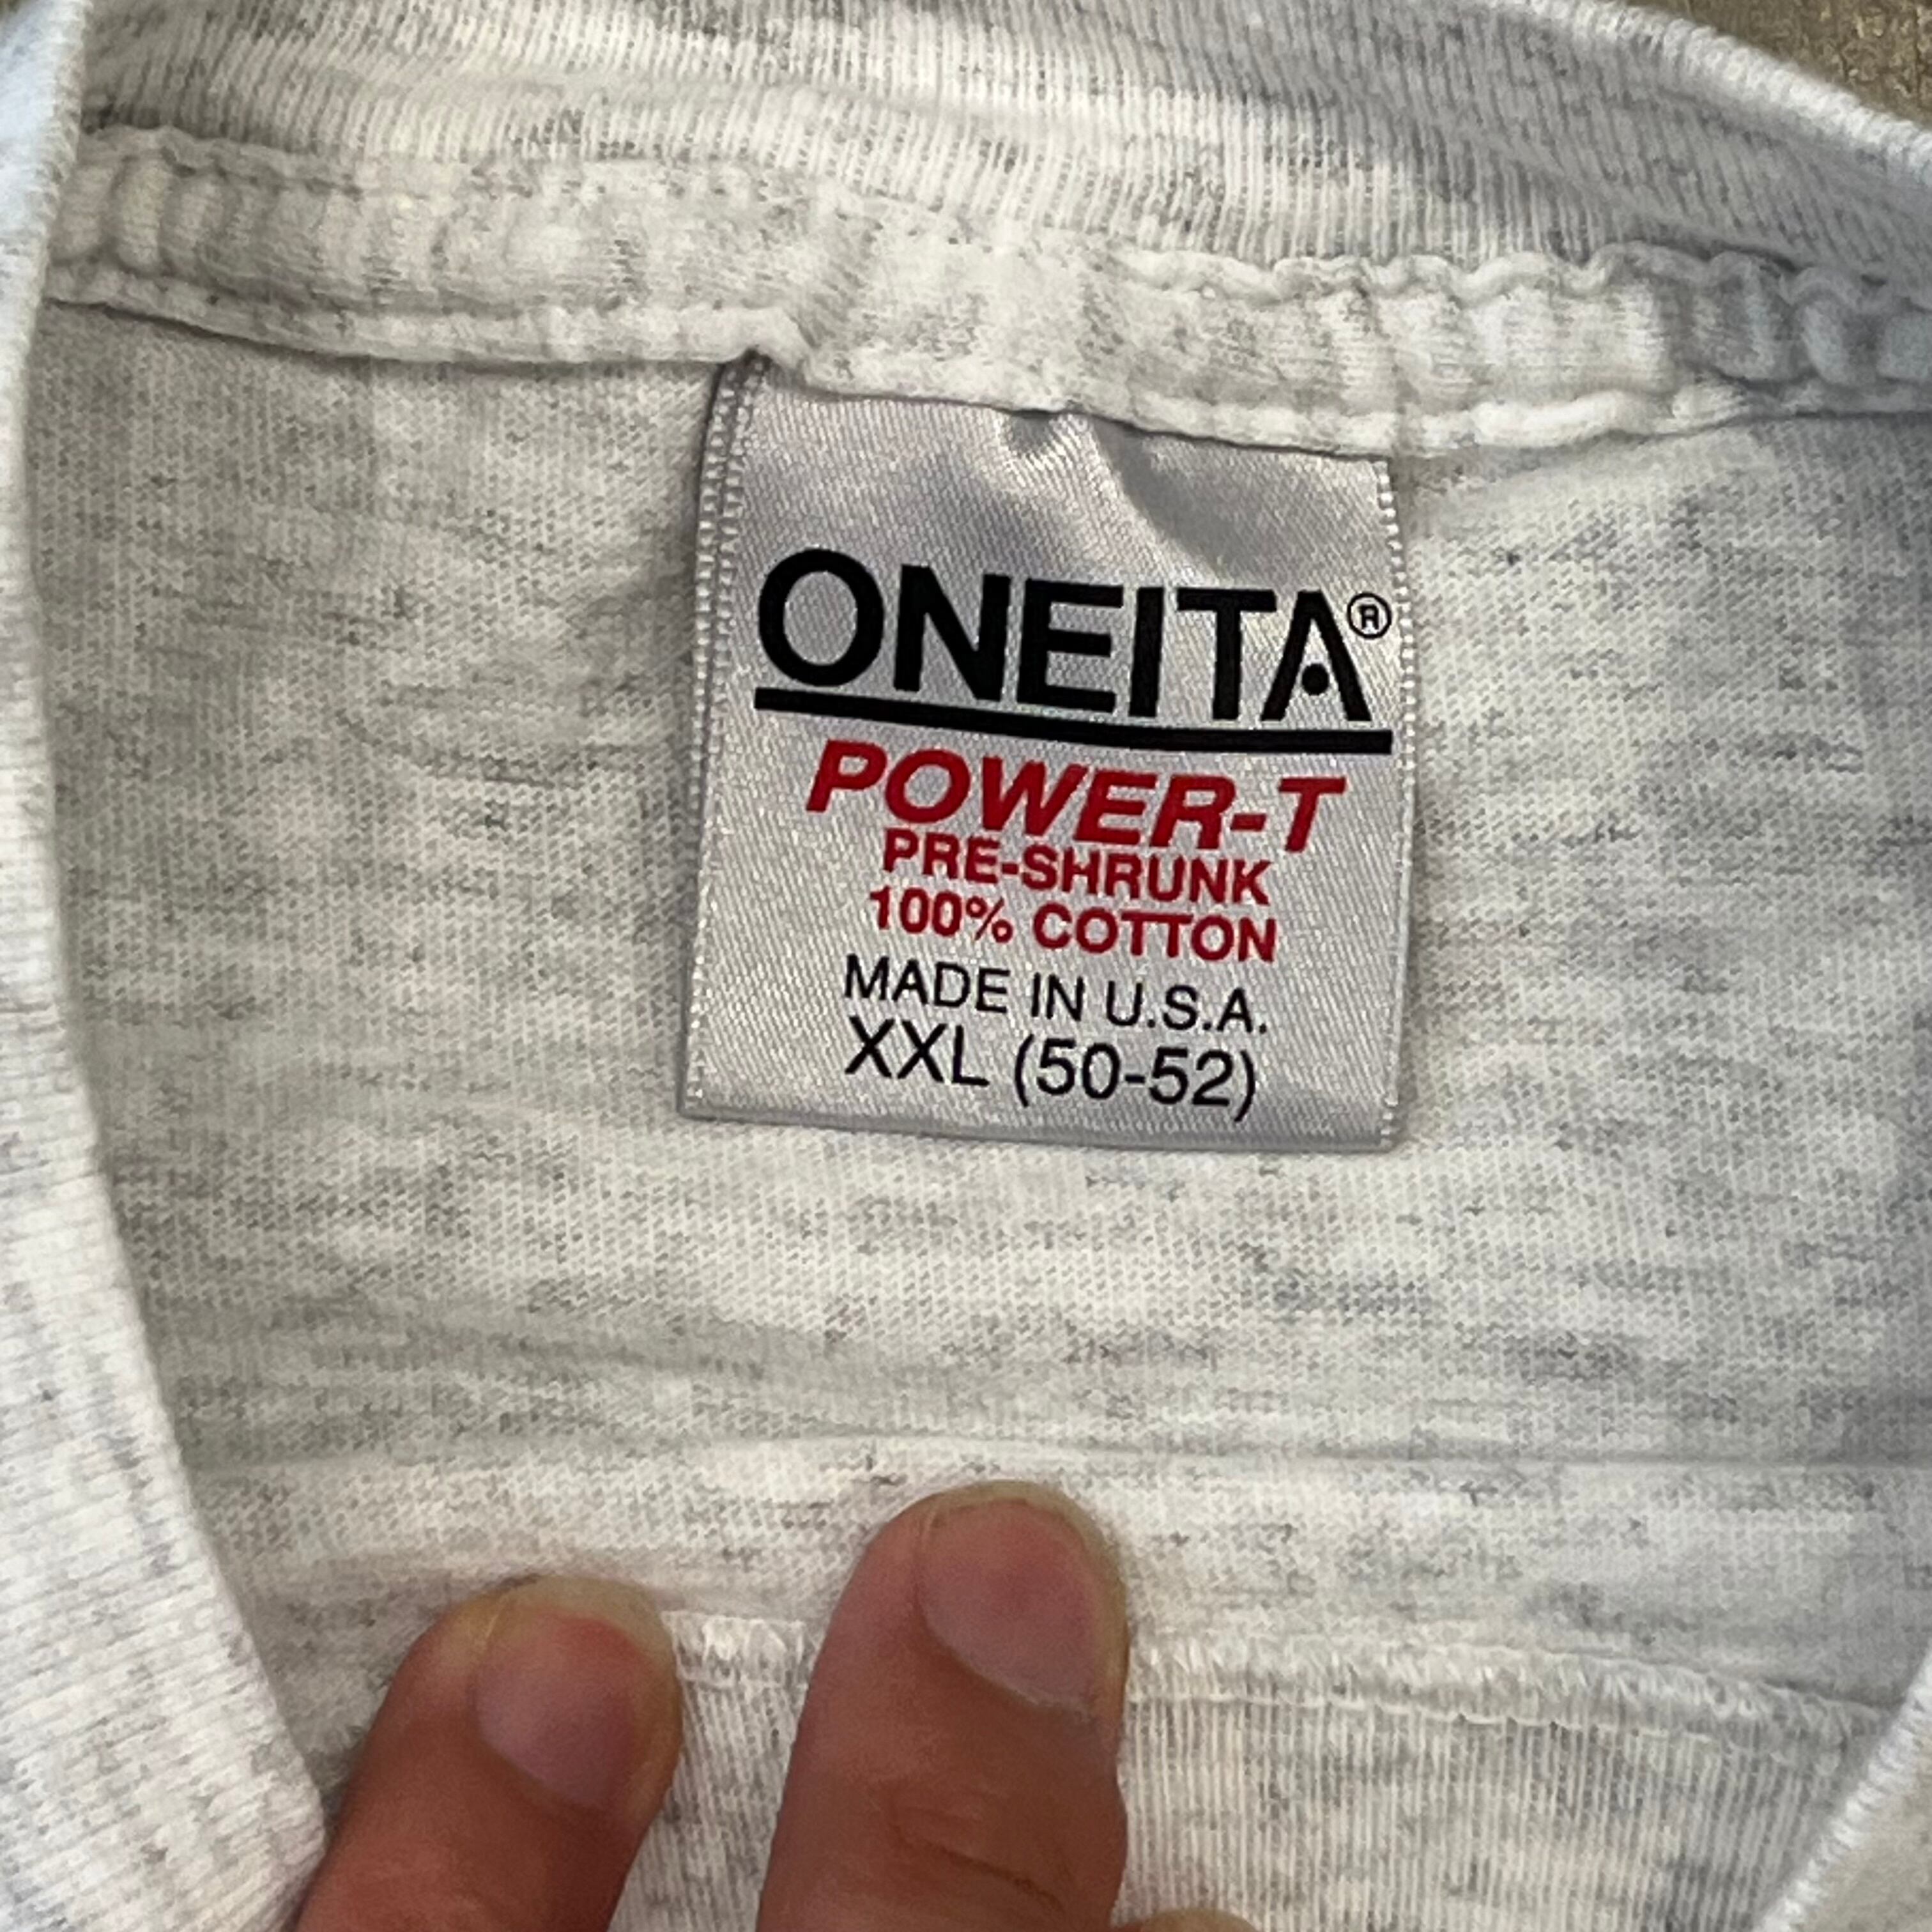 ONEITA®
POWER-T
PRE-SHRUNK
100% COTTON
MADE IN U.S.A.
XXL (50-52)